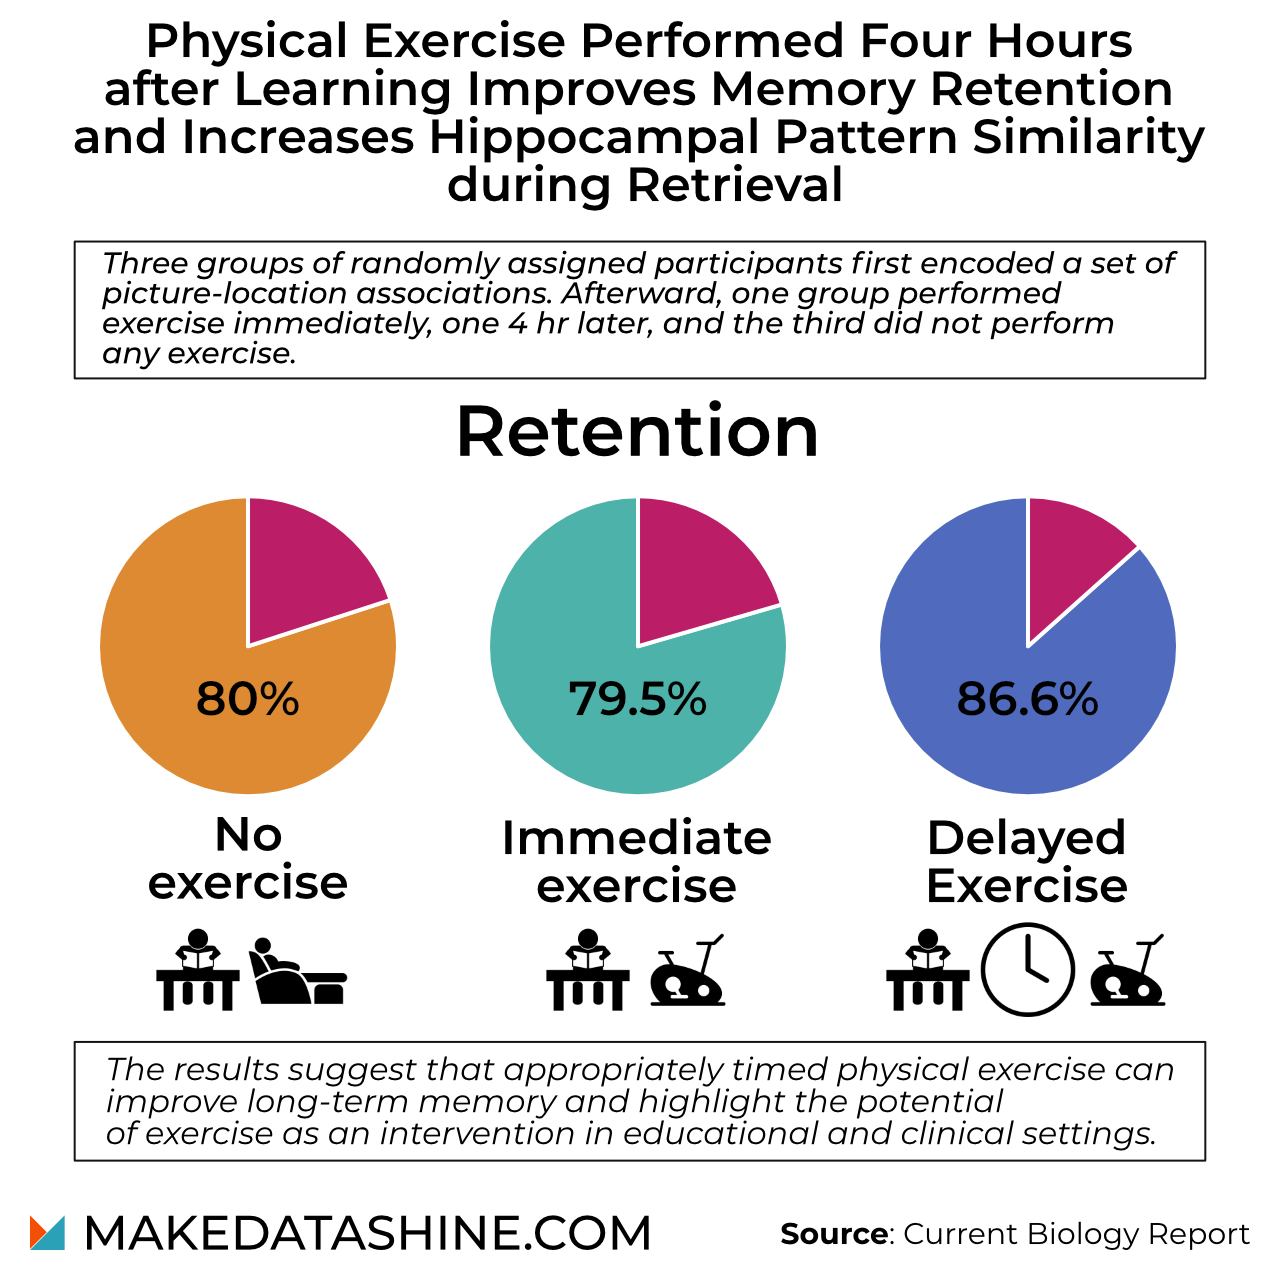 Physical Exercise Performed Four Hours
after Learning Improves Memory Retention
and Increases Hippocampal Pattern Similarity
during Retrieval
Three groups of randomly assigned participants first encoded a set of
picture-location associations. Afterward, one group performed
exercise immediately, one 4 hr later, and the third did not perform
any exercise.
Retention
80%
79.5%
86.6%
No
exercise
Immediate
exercise
Delayed
Exercise
The results suggest that appropriately timed physical exercise can
improve long-term memory and highlight the potential
of exercise as an intervention in educational and clinical settings.
MAKEDATASHINE.COM
Source: Current Biology Report